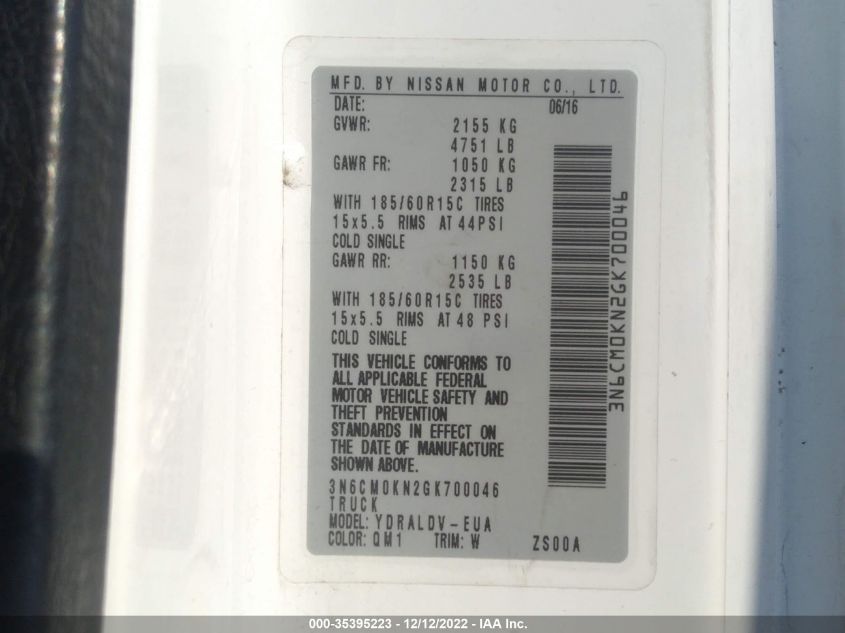 MFD. BY NISSAN MOTOR CO., LTD.
DATE: 06/16
GVWR: 2155 KG
4751 LB
GAWR FR: 1050 KG
2315 LB
WITH 185/60R15C TIRES
15x5.5 RIMS AT 44PSI
COLD SINGLE
GAWR RR: 1150 KG
2535 LB
WITH 185/60R15C TIRES
15x5.5 RIMS AT 48 PSI
COLD SINGLE
THIS VEHICLE CONFORMS TO
ALL APPLICABLE FEDERAL
MOTOR VEHICLE SAFETY AND
THEFT PREVENTION
STANDARDS IN EFFECT ON
THE DATE OF MANUFACTURE
SHOWN ABOVE.
3N6CM0KN2GK700046
TRUCK
MODEL: YDRALDV-EUA
COLOR: QM1 TRIM: W ZS00A
3N6CM0KN2GK700046
000-35395223 - 12/12/2022 - IAA Inc.